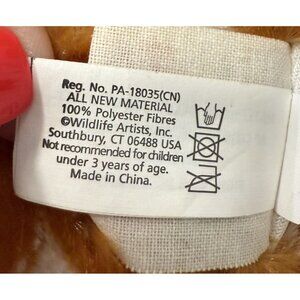 Reg. No. PA-18035(CN)
ALL NEW MATERIAL
100% Polyester Fibres
©Wildlife Artists, Inc.
Southbury, CT 06488 USA
Not recommended for children
under 3 years of age.
Made in China.